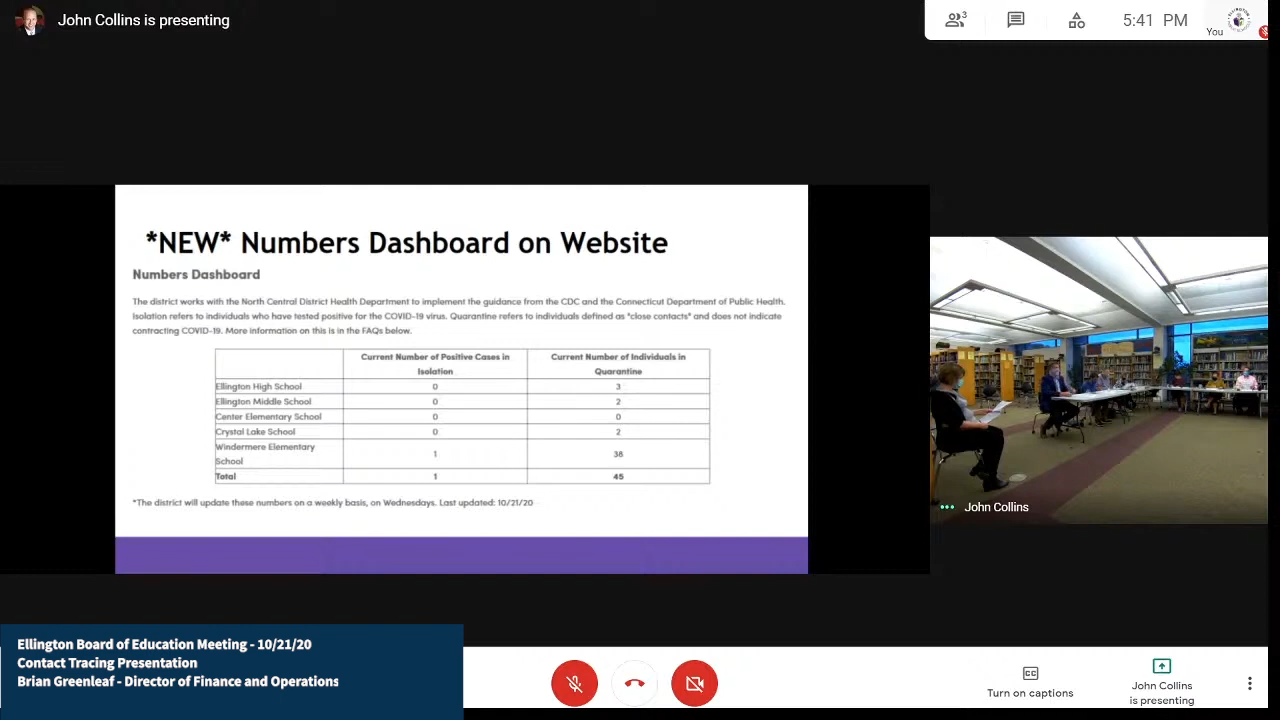 John Collins is presenting
3
5:41 PM
You
*NEW* Numbers Dashboard on Website
Numbers Dashboard
The district works with the North Central District Health Department to implement the guidance from the CDC and the Connecticut Department of Public Health.
Isolation refers to individuals who have tested positive for the COVID-19 virus. Quarantine refers to individuals defined as "close contacts" and does not indicate
contracting COVID-19. More information on this is in the FAQs below.
Current Number of Positive Cases in Isolation
Current Number of Individuals in Quarantine
Ellington High School 0 3
Ellington Middle School 0 2
Center Elementary School 0 0
Crystal Lake School 0 2
Windermere Elementary School 1 38
Total 1 45
*The district will update these numbers on a weekly basis, on Wednesdays. Last updated: 10/21/20
John Collins
Ellington Board of Education Meeting - 10/21/20
Contact Tracing Presentation
Brian Greenleaf - Director of Finance and Operations
CC
Turn on captions
John Collins
is presenting